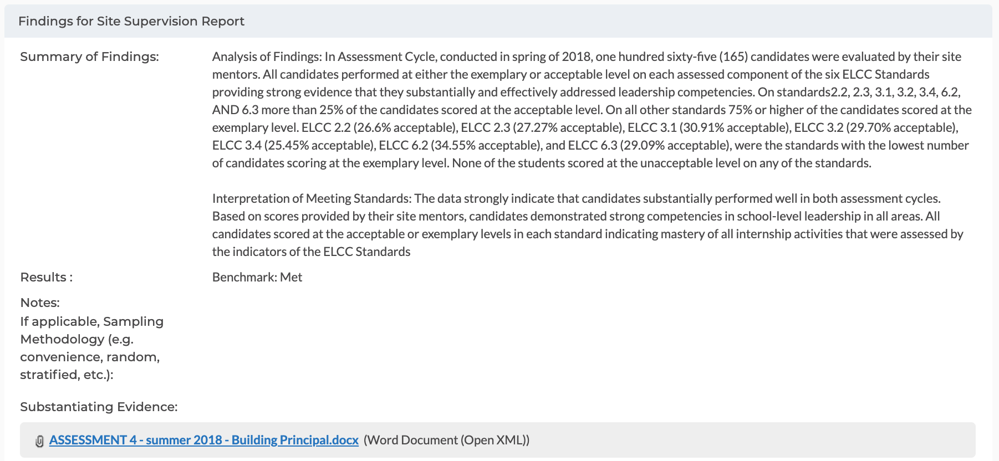 Findings for Site Supervision Report
Summary of Findings:
Analysis of Findings: In Assessment Cycle, conducted in spring of 2018, one hundred sixty-five (165) candidates were evaluated by their site
mentors. All candidates performed at either the exemplary or acceptable level on each assessed component of the six ELCC Standards
providing strong evidence that they substantially and effectively addressed leadership competencies. On standards2.2, 2.3, 3.1, 3.2, 3.4, 6.2,
AND 6.3 more than 25% of the candidates scored at the acceptable level. On all other standards 75% or higher of the candidates scored at the
exemplary level. ELCC 2.2 (26.6% acceptable), ELCC 2.3 (27.27% acceptable), ELCC 3.1 (30.91% acceptable), ELCC 3.2 (29.70% acceptable),
ELCC 3.4 (25.45% acceptable), ELCC 6.2 (34.55% acceptable), and ELCC 6.3 (29.09% acceptable), were the standards with the lowest number
of candidates scoring at the exemplary level. None of the students scored at the unacceptable level on any of the standards.
Interpretation of Meeting Standards: The data strongly indicate that candidates substantially performed well in both assessment cycles.
Based on scores provided by their site mentors, candidates demonstrated strong competencies in school-level leadership in all areas. All
candidates scored at the acceptable or exemplary levels in each standard indicating mastery of all internship activities that were assessed by
the indicators of the ELCC Standards
Results :
Benchmark: Met
Notes:
If applicable, Sampling
Methodology (e.g.
convenience, random,
stratified, etc.):
Substantiating Evidence:
ASSESSMENT 4 - summer 2018 - Building Principal.docx (Word Document (Open XML))